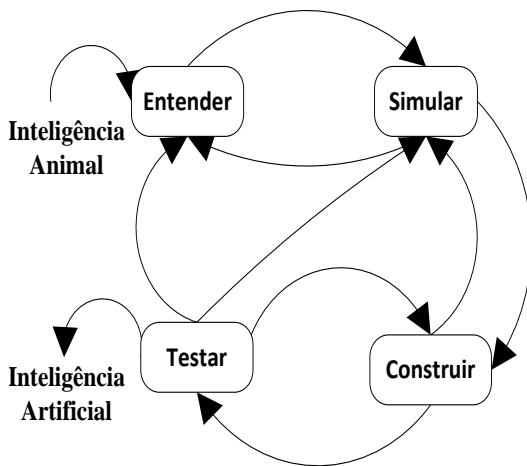 Entender
Simular
Inteligência
Animal
Testar
Construir
Inteligência
Artificial